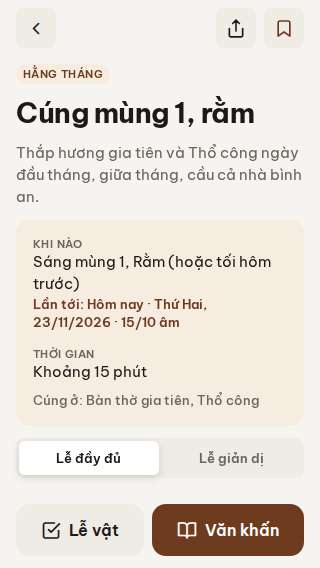 HẰNG THÁNG
Cúng mùng 1, rằm
Thắp hương gia tiên và Thổ công ngày
đầu tháng, giữa tháng, cầu cả nhà bình
an.
KHI NÀO
Sáng mùng 1, Rằm (hoặc tối hôm
trước)
Lần tới: Hôm nay · Thứ Hai,
23/11/2026 · 15/10 âm
THỜI GIAN
Khoảng 15 phút
Cúng ở: Bàn thờ gia tiên, Thổ công
Lễ đầy đủ
Lễ giản dị
Lễ vật
Văn khấn